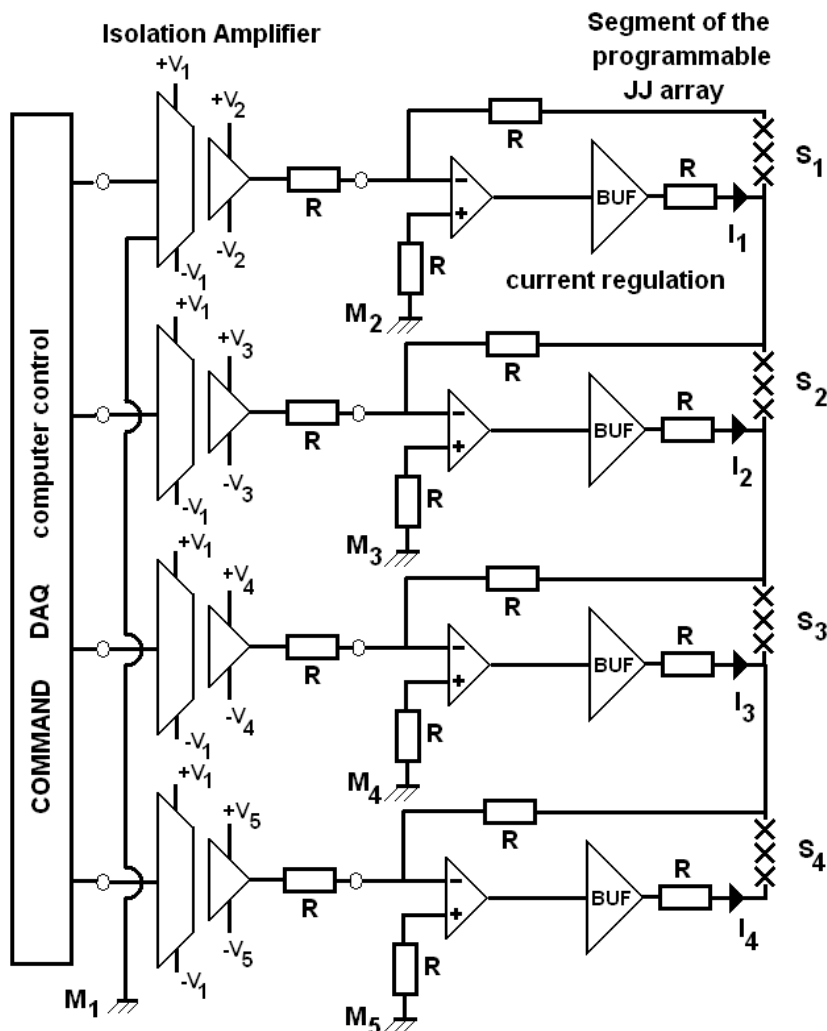 Isolation Amplifier
Segment of the
programmable
JJ array
COMMAND DAQ computer control
+V1
+V2
-V1
-V2
R
R
R
BUF
R
I1
S1
M2
current regulation
+V1
+V3
-V1
-V3
R
R
R
BUF
R
I2
S2
M3
+V1
+V4
-V1
-V4
R
R
R
BUF
R
I3
S3
M4
+V1
+V5
-V1
-V5
R
R
R
BUF
R
I4
S4
M1
M5